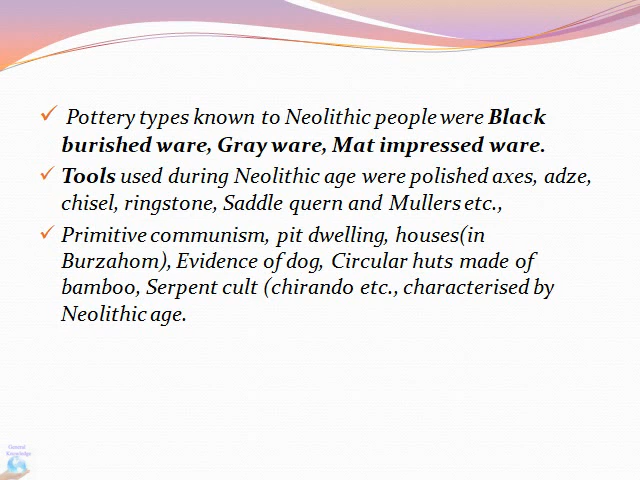 ✓ Pottery types known to Neolithic people were Black
burished ware, Gray ware, Mat impressed ware.
✓ Tools used during Neolithic age were polished axes, adze,
chisel, ringstone, Saddle quern and Mullers etc.,
✓ Primitive communism, pit dwelling, houses(in
Burzahom), Evidence of dog, Circular huts made of
bamboo, Serpent cult (chirando etc., characterised by
Neolithic age.
General
Knowledge